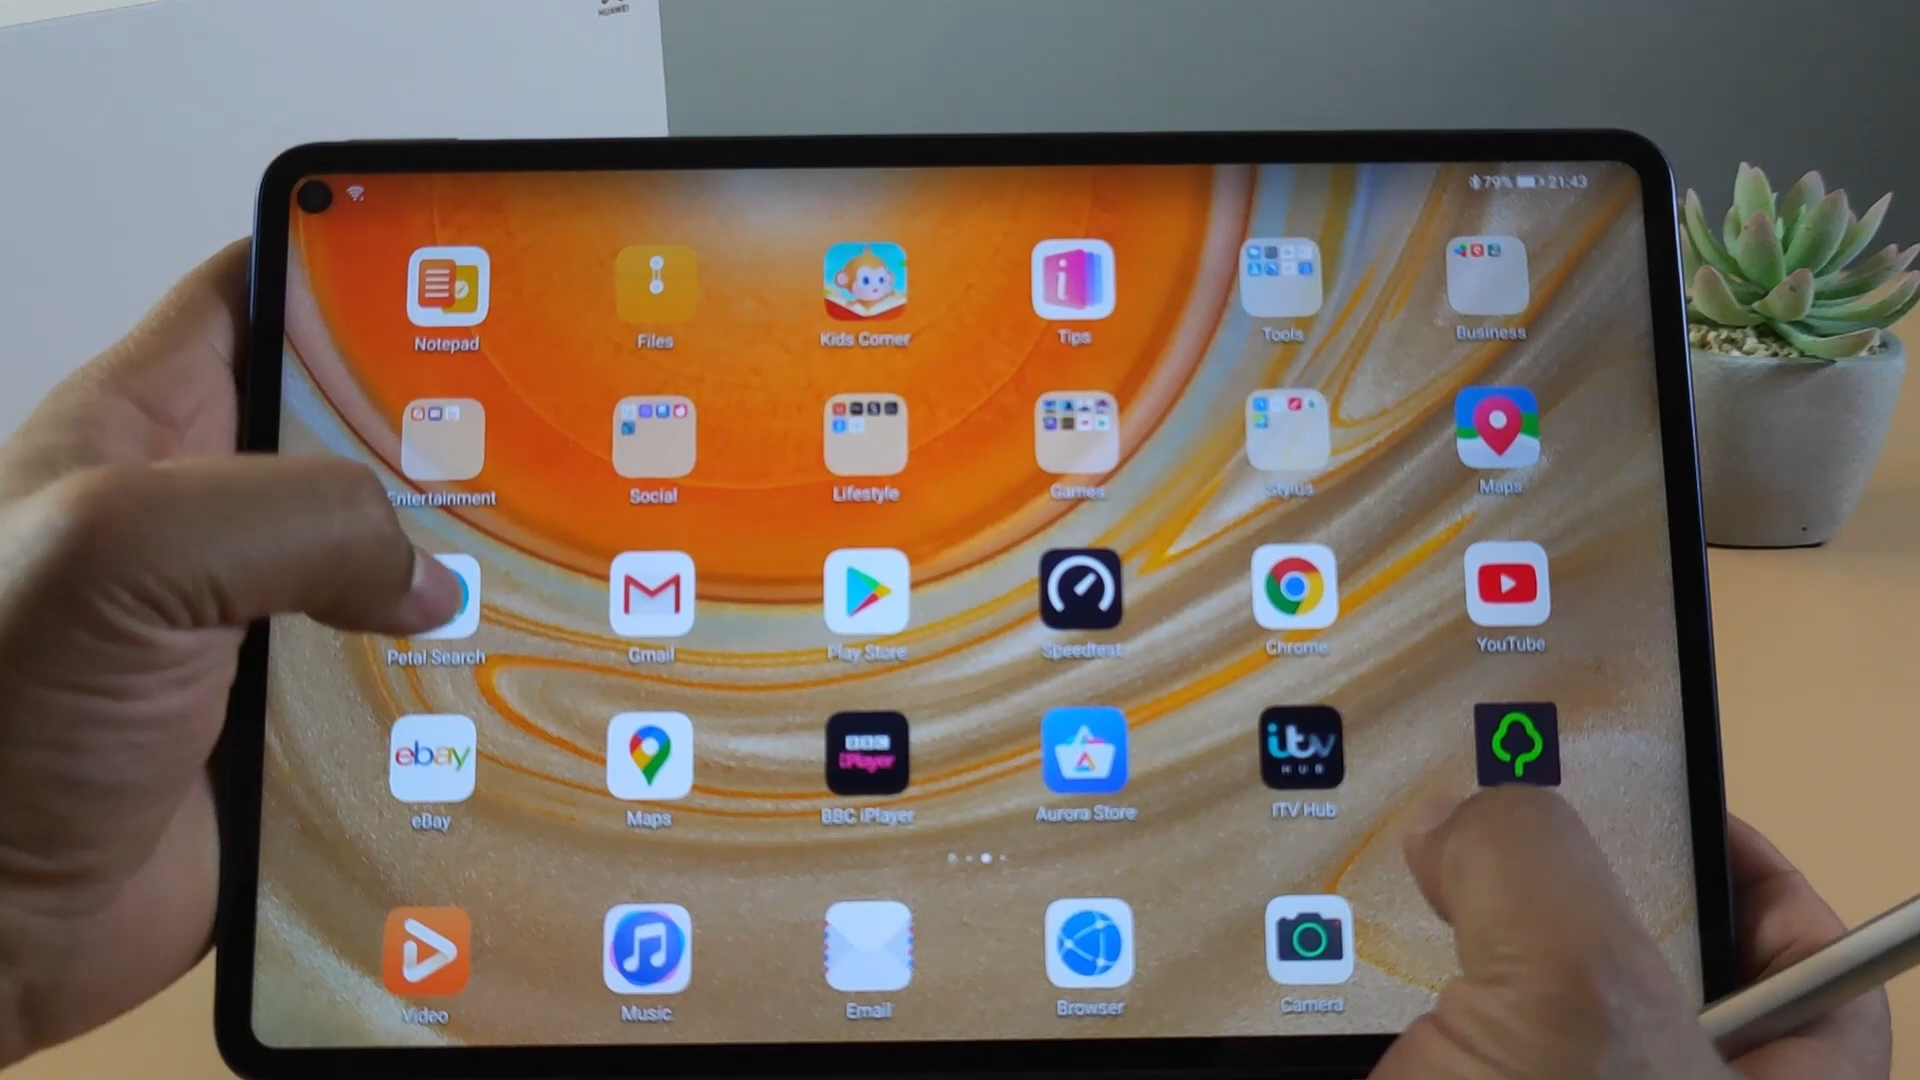 HUAWEI
79% 21:43
Notepad Files Kids Corner Tips Tools Business
Entertainment Social Lifestyle Games Stylus Maps
Petal Search Gmail Play Store Speedtest Chrome YouTube
ebay BBC iPlayer itv HUB
eBay Maps BBC iPlayer Aurora Store ITV Hub
Video Music Email Browser Camera